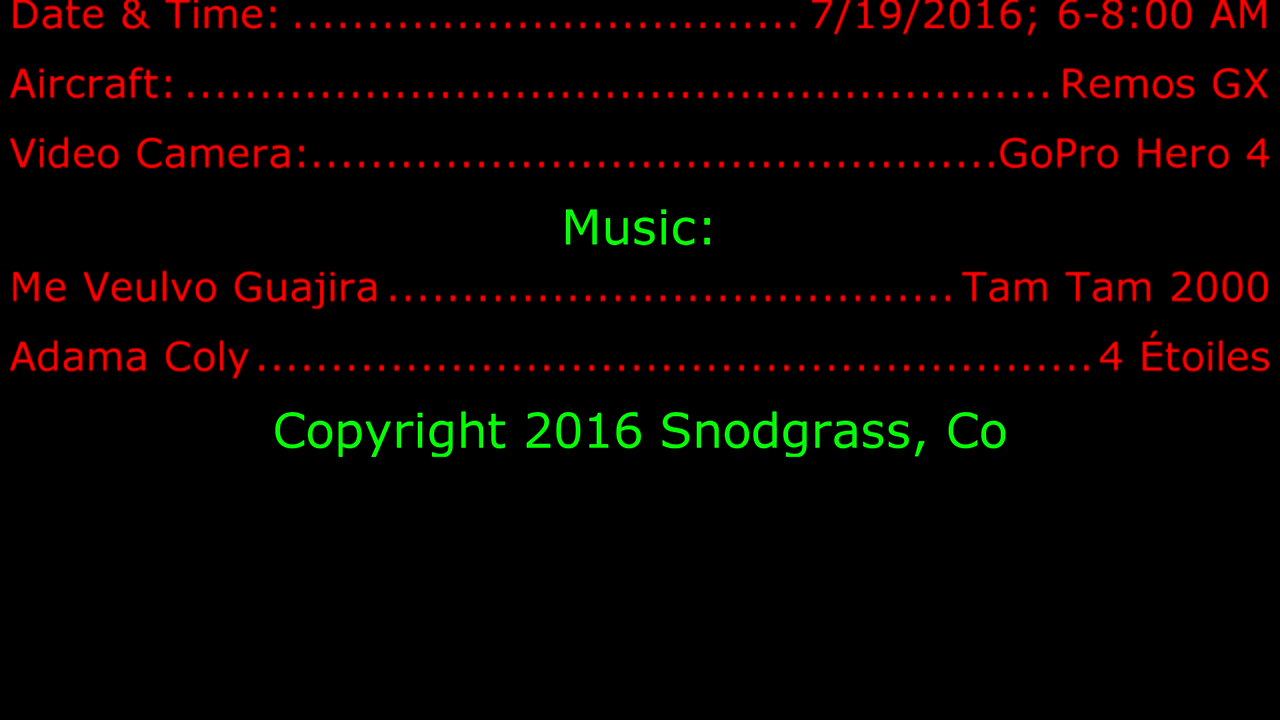 Date & Time: .................................. 7/19/2016; 6-8:00 AM
Aircraft: .......................................................... Remos GX
Video Camera:..............................................GoPro Hero 4
Music:
Me Veulvo Guajira ...................................... Tam Tam 2000
Adama Coly ........................................................ 4 Étoiles
Copyright 2016 Snodgrass, Co